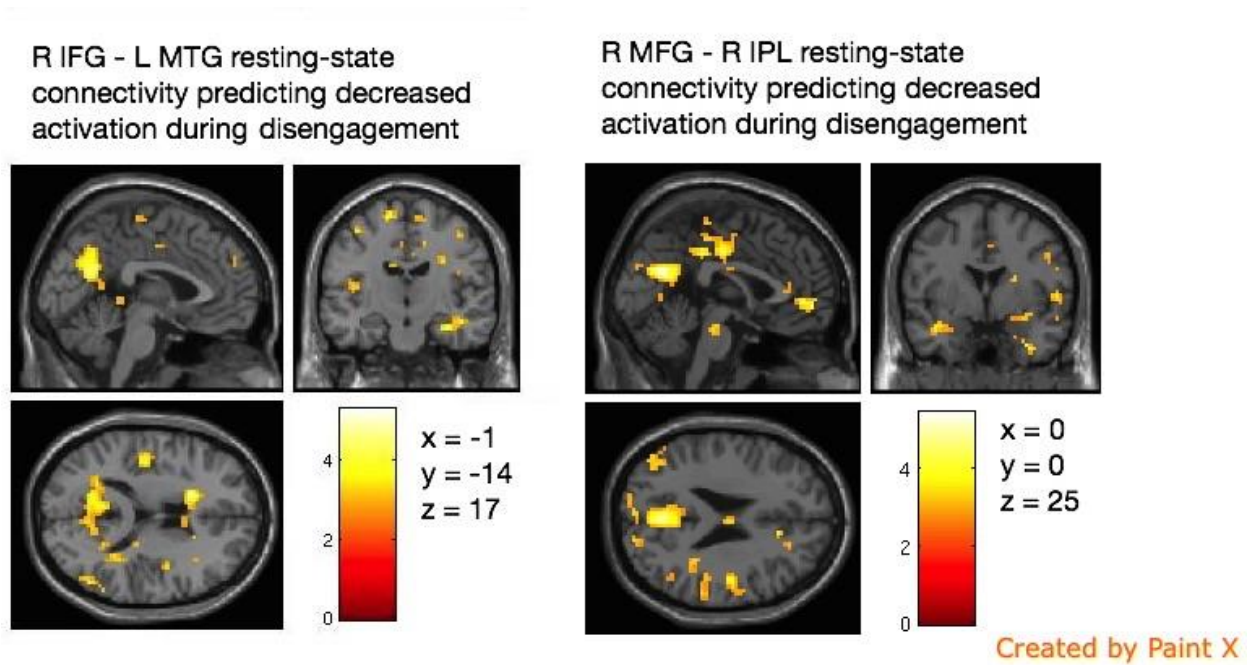 R IFG - L MTG resting-state
connectivity predicting decreased
activation during disengagement
4
2
0
x = -1
y = -14
z = 17
R MFG - R IPL resting-state
connectivity predicting decreased
activation during disengagement
4
2
0
x = 0
y = 0
z = 25
Created by Paint X